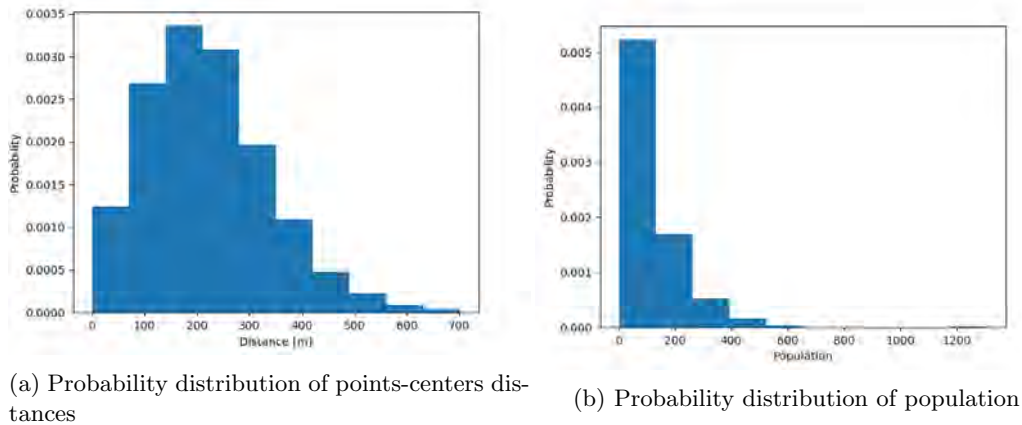 0.0035
0.0030
0.0025
0.0020
0.0015
0.0010
0.0005
0.0000
Probability
0 100 200 300 400 500 600 700
Distance [m]
(a) Probability distribution of points-centers dis-
tances
0.005
0.004
0.003
0.002
0.001
0.000
Probability
0 200 400 600 800 1000 1200
Population
(b) Probability distribution of population